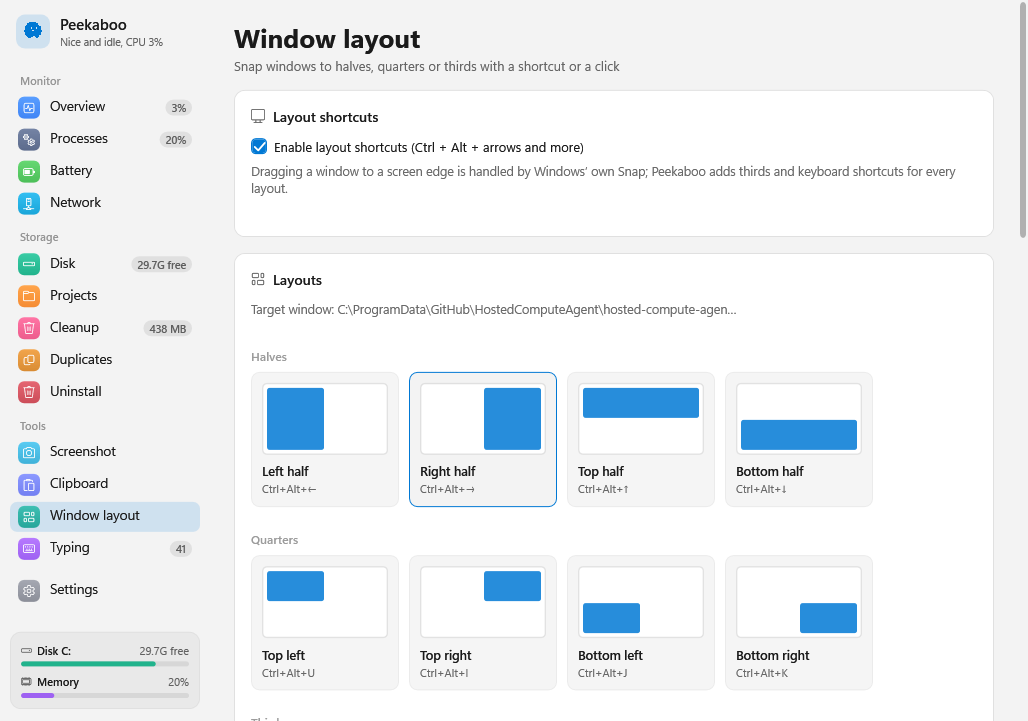 Peekaboo
Nice and idle, CPU 3%
Monitor
Overview 3%
Processes 20%
Battery
Network
Storage
Disk 29.7G free
Projects
Cleanup 438 MB
Duplicates
Uninstall
Tools
Screenshot
Clipboard
Window layout
Typing 41
Settings
Disk C: 29.7G free
Memory 20%
Window layout
Snap windows to halves, quarters or thirds with a shortcut or a click
Layout shortcuts
Enable layout shortcuts (Ctrl + Alt + arrows and more)
Dragging a window to a screen edge is handled by Windows’ own Snap; Peekaboo adds thirds and keyboard shortcuts for every
layout.
Layouts
Target window: C:\ProgramData\GitHub\HostedComputeAgent\hosted-compute-agen...
Halves
Left half
Ctrl+Alt+←
Right half
Ctrl+Alt+→
Top half
Ctrl+Alt+↑
Bottom half
Ctrl+Alt+↓
Quarters
Top left
Ctrl+Alt+U
Top right
Ctrl+Alt+I
Bottom left
Ctrl+Alt+J
Bottom right
Ctrl+Alt+K